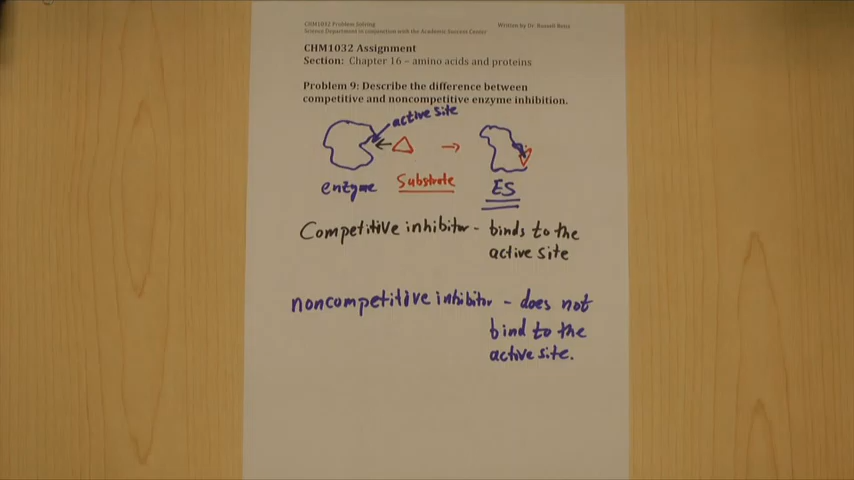 CHM1032 Problem Solving Written by Dr. Russell Betts
Science Department in conjunction with the Academic Success Center
CHM1032 Assignment
Section: Chapter 16 – amino acids and proteins
Problem 9: Describe the difference between
competitive and noncompetitive enzyme inhibition.
active site
enzyme Substrate ES
Competitive inhibitor - binds to the
active site
noncompetitive inhibitor - does not
bind to the
active site.